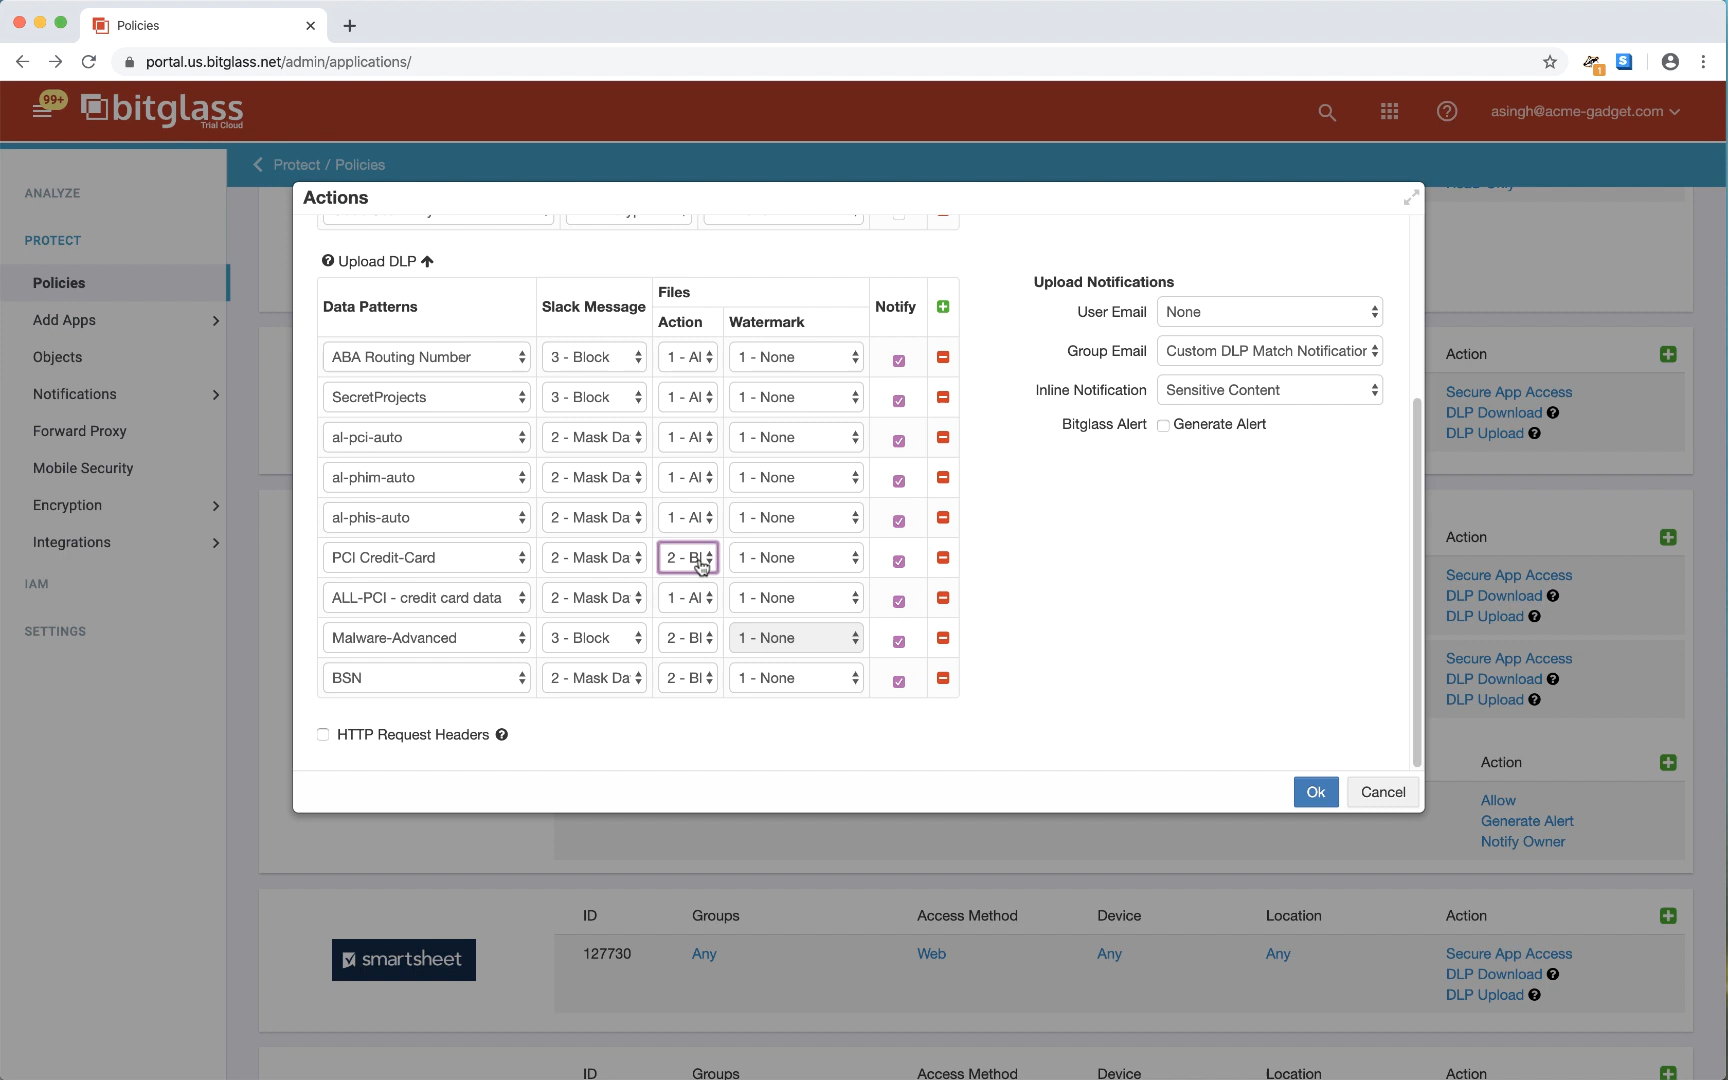 Policies
portal.us.bitglass.net/admin/applications/
1
S
99+
bitglass
Trial Cloud
asingh@acme-gadget.com
ANALYZE
PROTECT
Policies
Add Apps
Objects
Notifications
Forward Proxy
Mobile Security
Encryption
Integrations
IAM
SETTINGS
Protect / Policies
Actions
Upload DLP
Data Patterns
Slack Message
Files
Action
Watermark
Notify
ABA Routing Number 3 - Block 1 - Al 1 - None
SecretProjects 3 - Block 1 - Al 1 - None
al-pci-auto 2 - Mask Da 1 - Al 1 - None
al-phim-auto 2 - Mask Da 1 - Al 1 - None
al-phis-auto 2 - Mask Da 1 - Al 1 - None
PCI Credit-Card 2 - Mask Da 2 - Bl 1 - None
ALL-PCI - credit card data 2 - Mask Da 1 - Al 1 - None
Malware-Advanced 3 - Block 2 - Bl 1 - None
BSN 2 - Mask Da 2 - Bl 1 - None
HTTP Request Headers
Upload Notifications
User Email None
Group Email Custom DLP Match Notification
Inline Notification Sensitive Content
Bitglass Alert Generate Alert
Ok Cancel
Action
Secure App Access
DLP Download
DLP Upload
Action
Secure App Access
DLP Download
DLP Upload
Secure App Access
DLP Download
DLP Upload
Action
Allow
Generate Alert
Notify Owner
smartsheet
ID Groups Access Method Device Location Action
127730 Any Web Any Any Secure App Access
DLP Download
DLP Upload
ID Groups Access Method Device Location Action